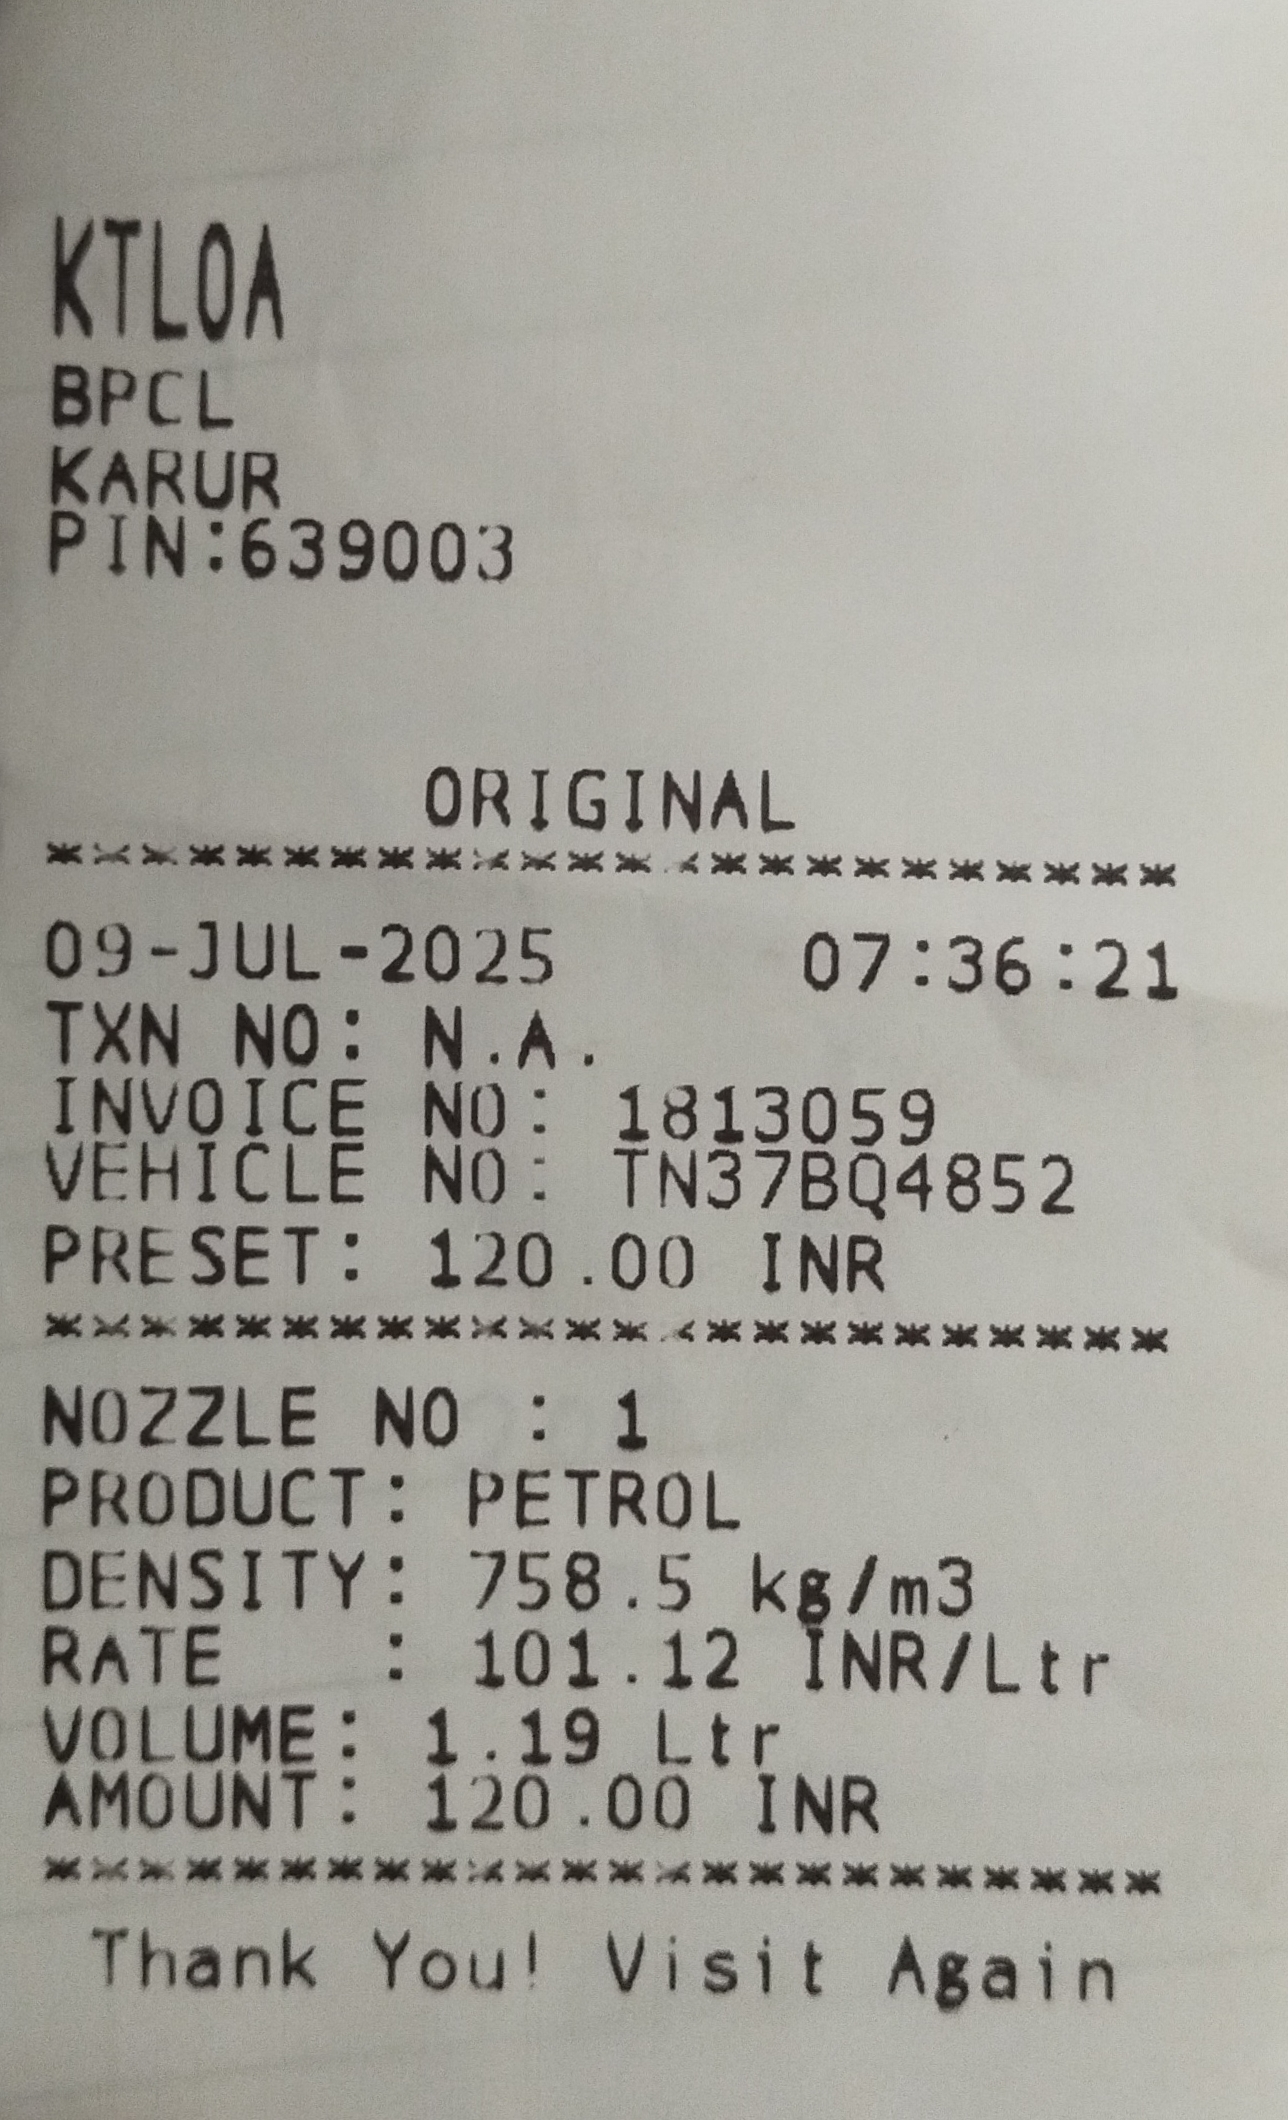 KTLOA
BPCL
KARUR
PIN:639003
ORIGINAL
************************
09-JUL-2025 07:36:21
TXN NO: N.A.
INVOICE NO: 1813059
VEHICLE NO: TN37BQ4852
PRESET: 120.00 INR
************************
NOZZLE NO : 1
PRODUCT: PETROL
DENSITY: 758.5 kg/m3
RATE : 101.12 INR/Ltr
VOLUME: 1.19 Ltr
AMOUNT: 120.00 INR
************************
Thank You! Visit Again